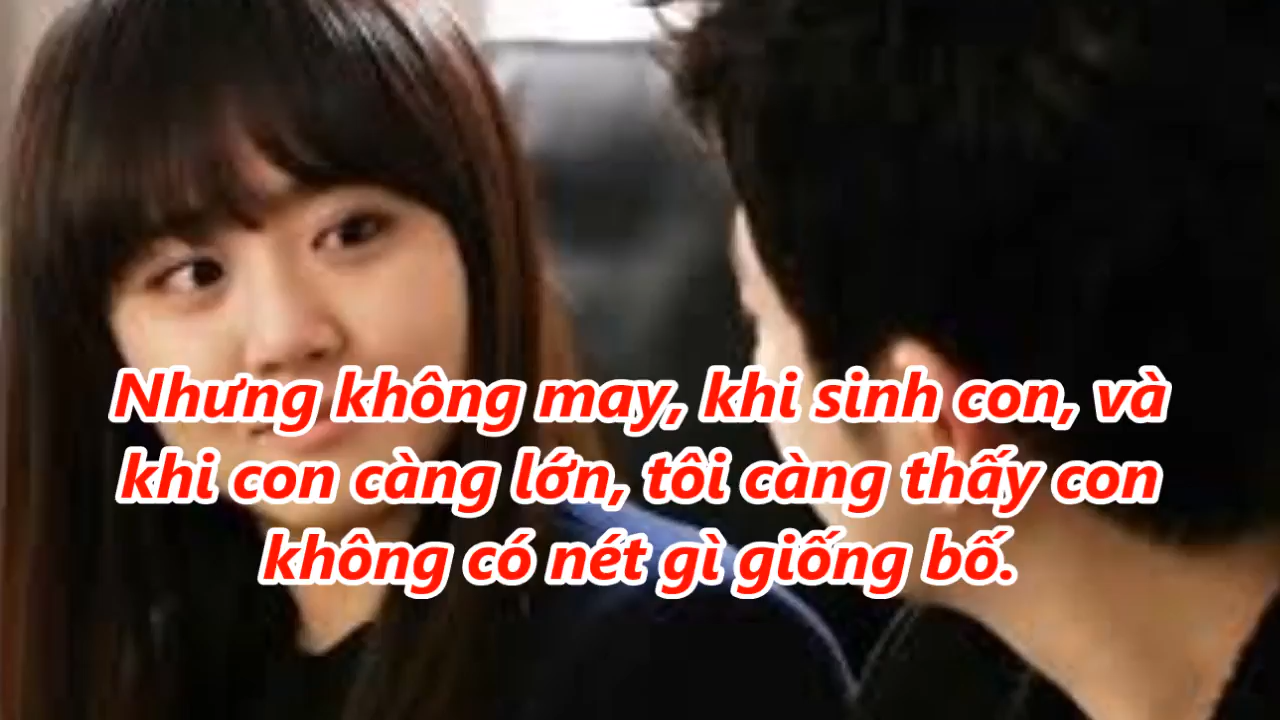 Nhưng không may, khi sinh con, và
khi con càng lớn, tôi càng thấy con
không có nét gì giống bố.